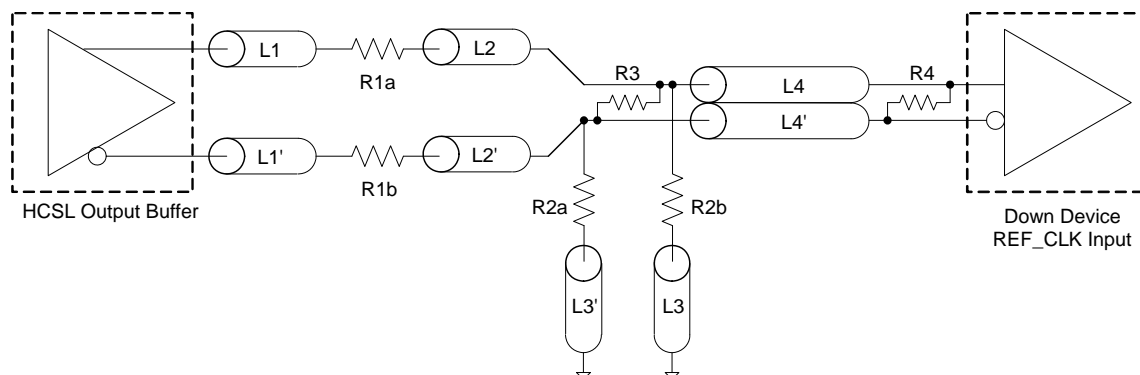 L1
R1a
L2
R3
L4
R4
L1'
R1b
L2'
L4'
HCSL Output Buffer
R2a
R2b
Down Device
REF_CLK Input
L3'
L3